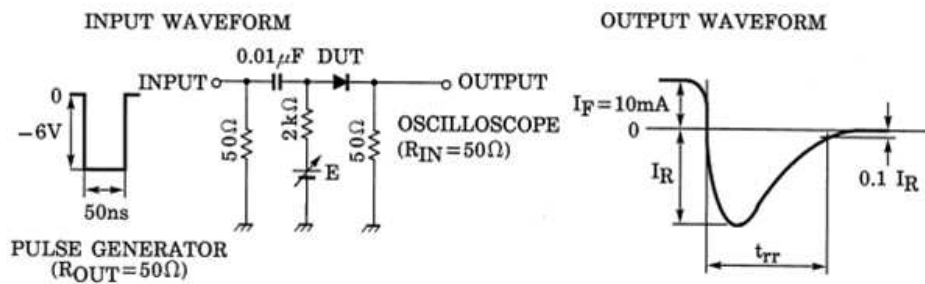 INPUT WAVEFORM
0
−6V
50ns
PULSE GENERATOR
(ROUT=50Ω)
0.01μF DUT
INPUT
OUTPUT
50Ω
2kΩ
E
50Ω
OSCILLOSCOPE
(RIN=50Ω)
OUTPUT WAVEFORM
IF=10mA
0
IR
0.1 IR
trr